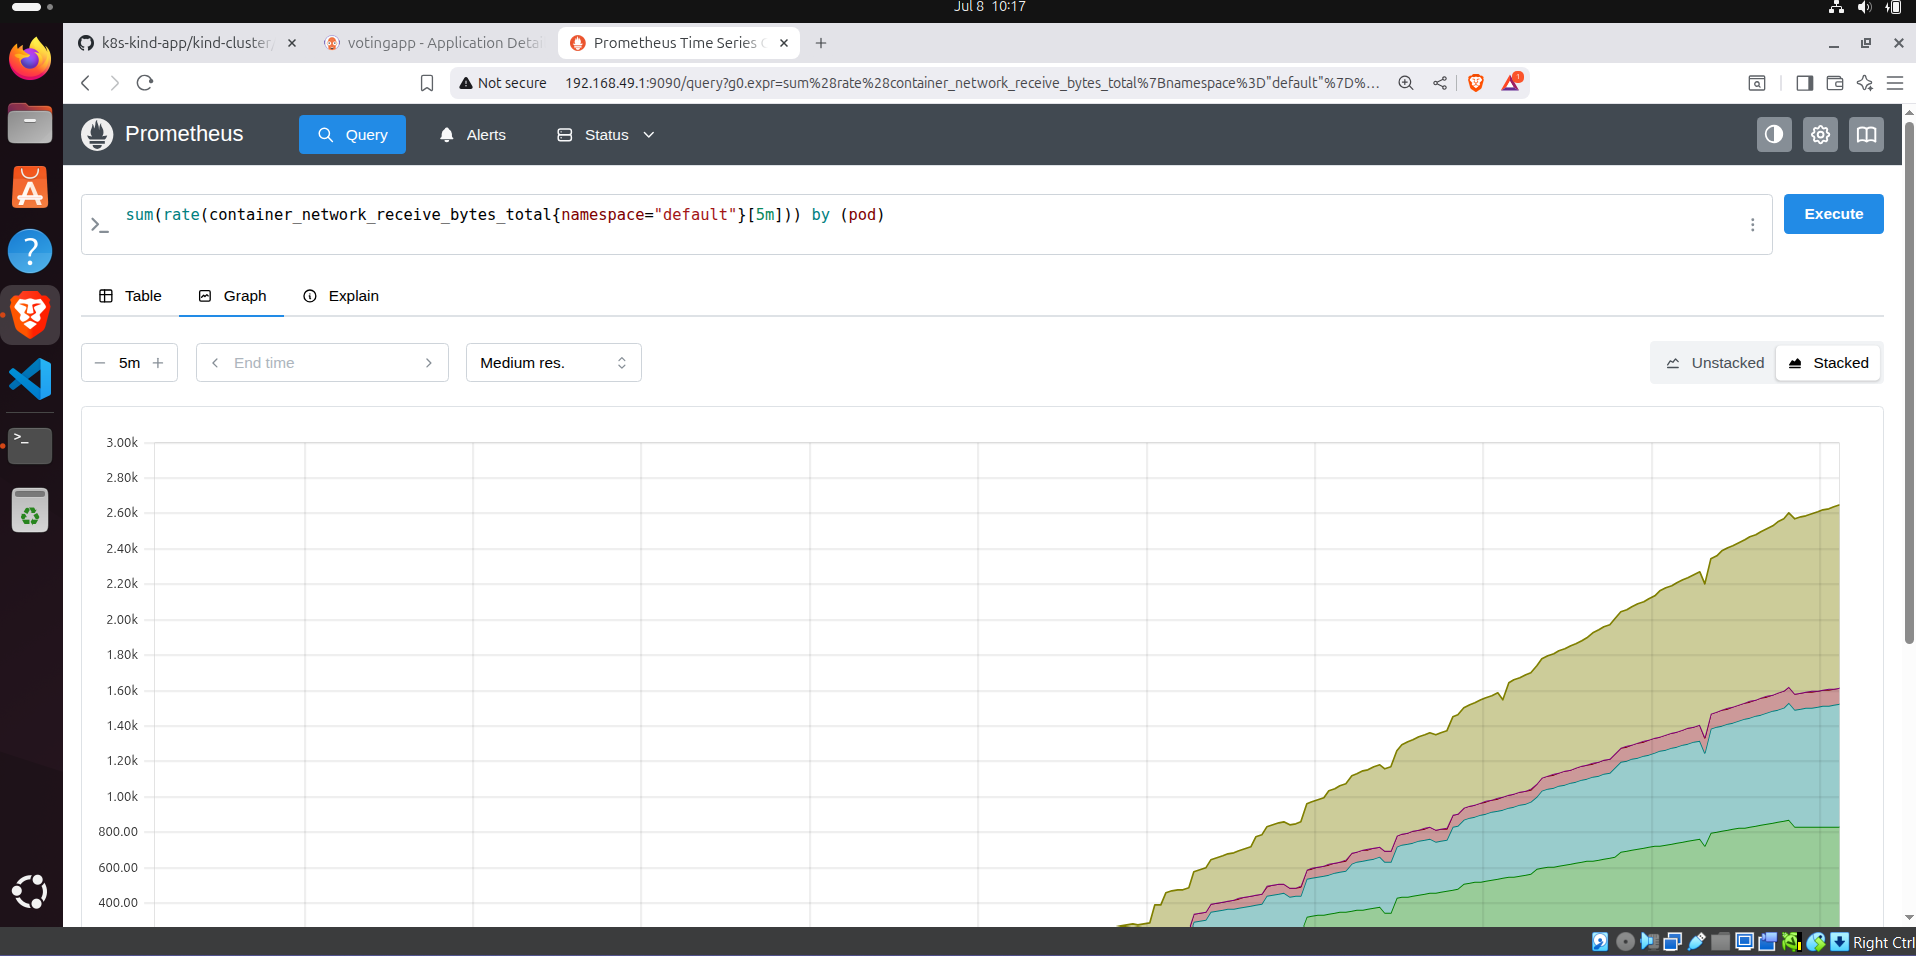 Jul 8 10:17
k8s-kind-app/kind-cluster/
votingapp - Application Detai
Prometheus Time Series C
Not secure
192.168.49.1:9090/query?g0.expr=sum%28rate%28container_network_receive_bytes_total%7Bnamespace%3D"default"%7D%...
1
Prometheus
Query
Alerts
Status
sum(rate(container_network_receive_bytes_total{namespace="default"}[5m])) by (pod)
Execute
Table
Graph
Explain
5m
End time
Medium res.
Unstacked
Stacked
3.00k
2.80k
2.60k
2.40k
2.20k
2.00k
1.80k
1.60k
1.40k
1.20k
1.00k
800.00
600.00
400.00
Right Ctrl